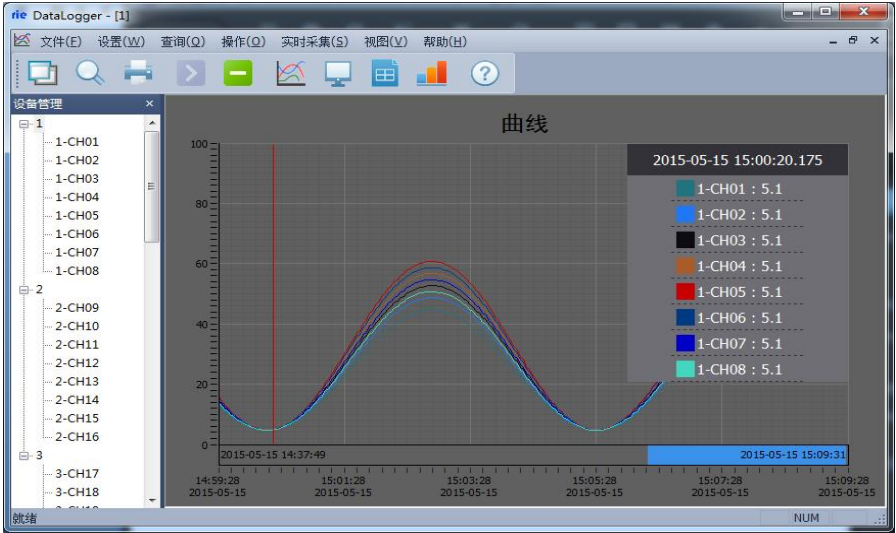 rie DataLogger - [1]
文件(F) 设置(W) 查询(Q) 操作(O) 实时采集(S) 视图(V) 帮助(H)
设备管理
1
1-CH01
1-CH02
1-CH03
1-CH04
1-CH05
1-CH06
1-CH07
1-CH08
2
2-CH09
2-CH10
2-CH11
2-CH12
2-CH13
2-CH14
2-CH15
2-CH16
3
3-CH17
3-CH18
曲线
100
80
60
40
20
0
2015-05-15 15:00:20.175
1-CH01 : 5.1
1-CH02 : 5.1
1-CH03 : 5.1
1-CH04 : 5.1
1-CH05 : 5.1
1-CH06 : 5.1
1-CH07 : 5.1
1-CH08 : 5.1
2015-05-15 14:37:49 2015-05-15 15:09:31
14:59:28 15:01:28 15:03:28 15:05:28 15:07:28 15:09:28
2015-05-15 2015-05-15 2015-05-15 2015-05-15 2015-05-15 2015-05-15
就绪 NUM